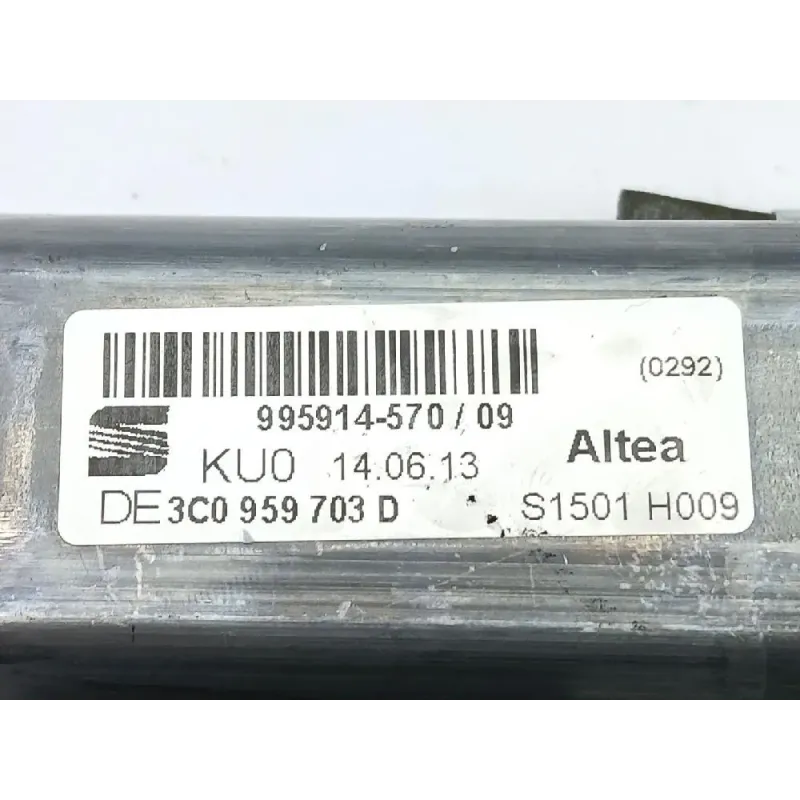 (0292)
995914-570 / 09
Altea
KU0 14.06.13
DE 3C0 959 703 D S1501 H009